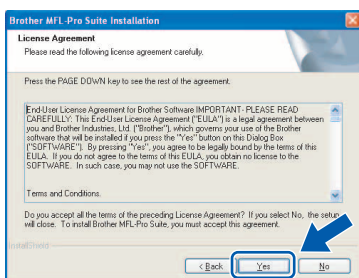 Brother MFL-Pro Suite Installation
License Agreement
Please read the following license agreement carefully.
Press the PAGE DOWN key to see the rest of the agreement.
End-User License Agreement for Brother Software IMPORTANT- PLEASE READ
CAREFULLY: This End-User License Agreement ("EULA") is a legal agreement between
you and Brother Industries, Ltd. ("Brother"), which governs your use of the Brother
software that will be installed if you press the "Yes" button on this Dialog Box
("SOFTWARE"). By pressing "Yes", you agree to be legally bound by the terms of this
EULA. If you do not agree to the terms of this EULA, you obtain no license to the
SOFTWARE. In such case, you may not use the SOFTWARE.
Terms and Conditions.
Do you accept all the terms of the preceding License Agreement? If you select No, the setup
will close. To install Brother MFL-Pro Suite, you must accept this agreement.
InstallShield
< Back Yes No